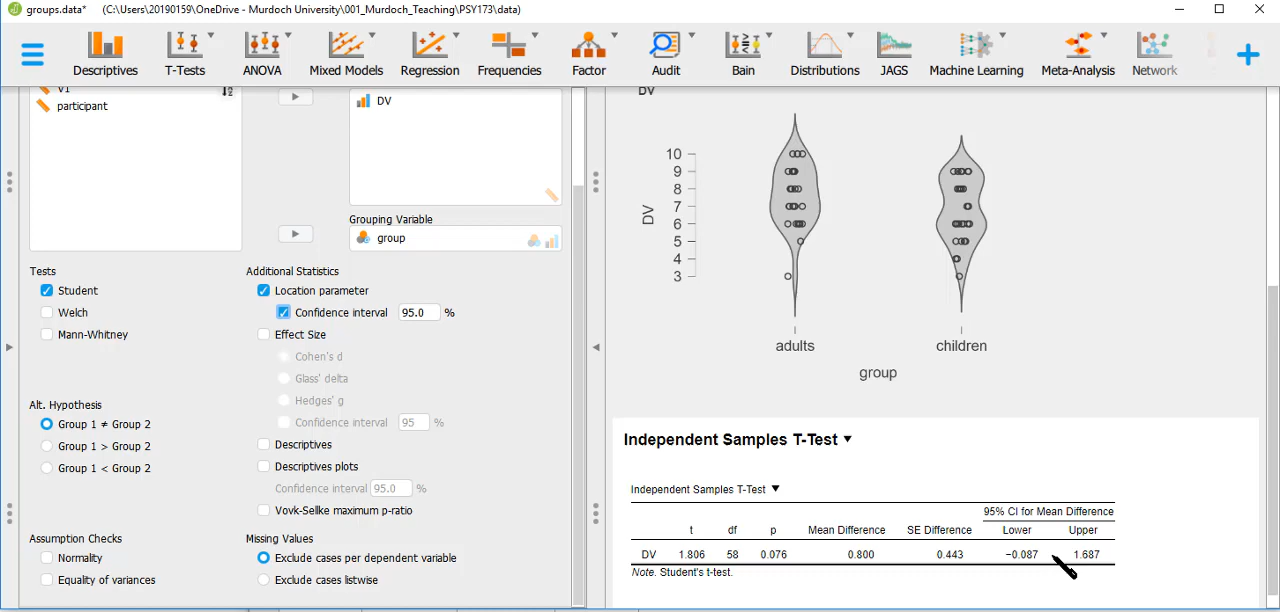 groups.data* (C:\Users\20190159\OneDrive - Murdoch University\001_Murdoch_Teaching\PSY173\data)
Descriptives T-Tests ANOVA Mixed Models Regression Frequencies Factor Audit Bain Distributions JAGS Machine Learning Meta-Analysis Network
V1
participant
DV
Grouping Variable
group
Tests
Student
Welch
Mann-Whitney
Alt. Hypothesis
Group 1 ≠ Group 2
Group 1 > Group 2
Group 1 < Group 2
Assumption Checks
Normality
Equality of variances
Additional Statistics
Location parameter
Confidence interval 95.0 %
Effect Size
Cohen's d
Glass' delta
Hedges' g
Confidence interval 95 %
Descriptives
Descriptives plots
Confidence interval 95.0 %
Vovk-Sellke maximum p-ratio
Missing Values
Exclude cases per dependent variable
Exclude cases listwise
DV
DV
10
9
8
7
6
5
4
3
adults children
group
Independent Samples T-Test
Independent Samples T-Test
95% CI for Mean Difference
t df p Mean Difference SE Difference Lower Upper
DV 1.806 58 0.076 0.800 0.443 −0.087 1.687
Note. Student's t-test.